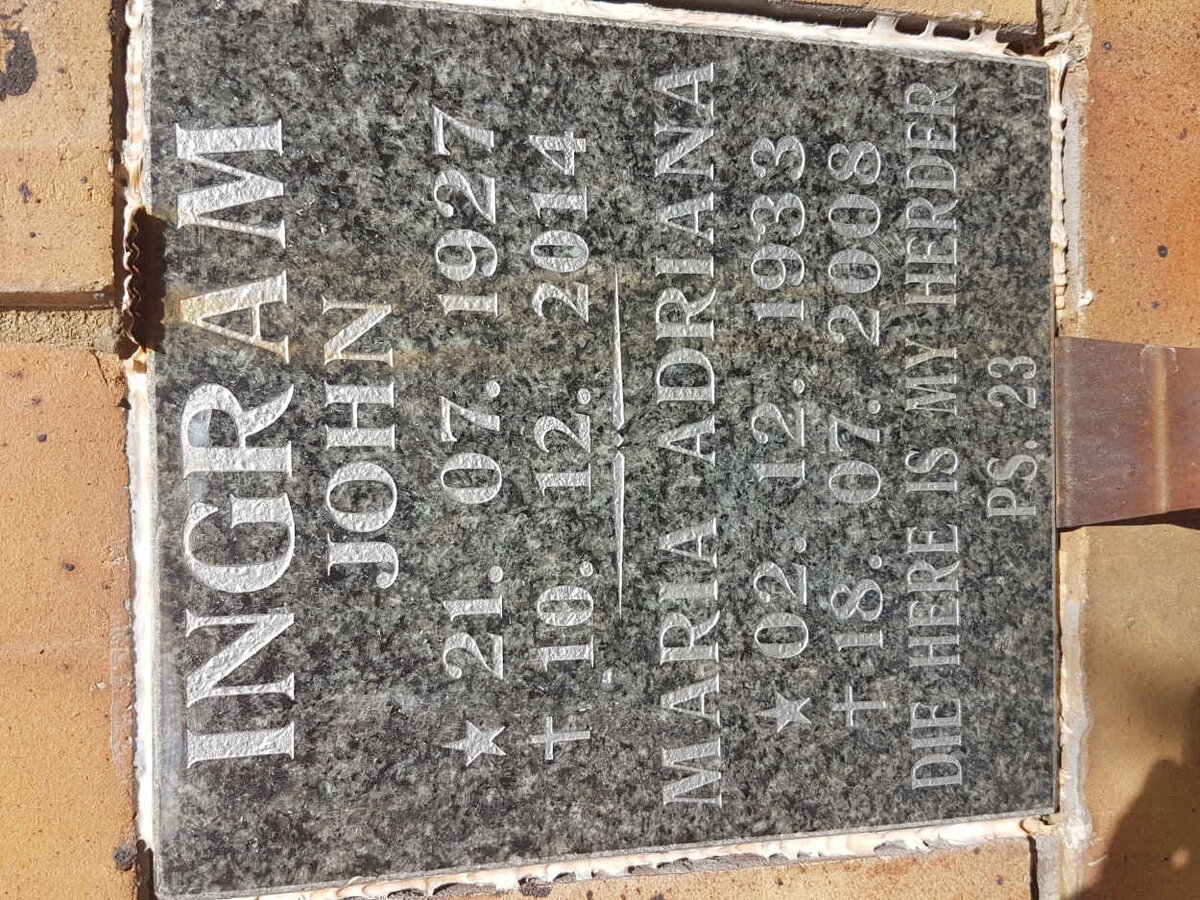 INGRAM
JOHN
★ 21. 07. 1927
† 10. 12. 2014
MARIA ADRIANA
★ 02. 12. 1933
† 18. 07. 2008
DIE HERE IS MY HERDER
PS. 23